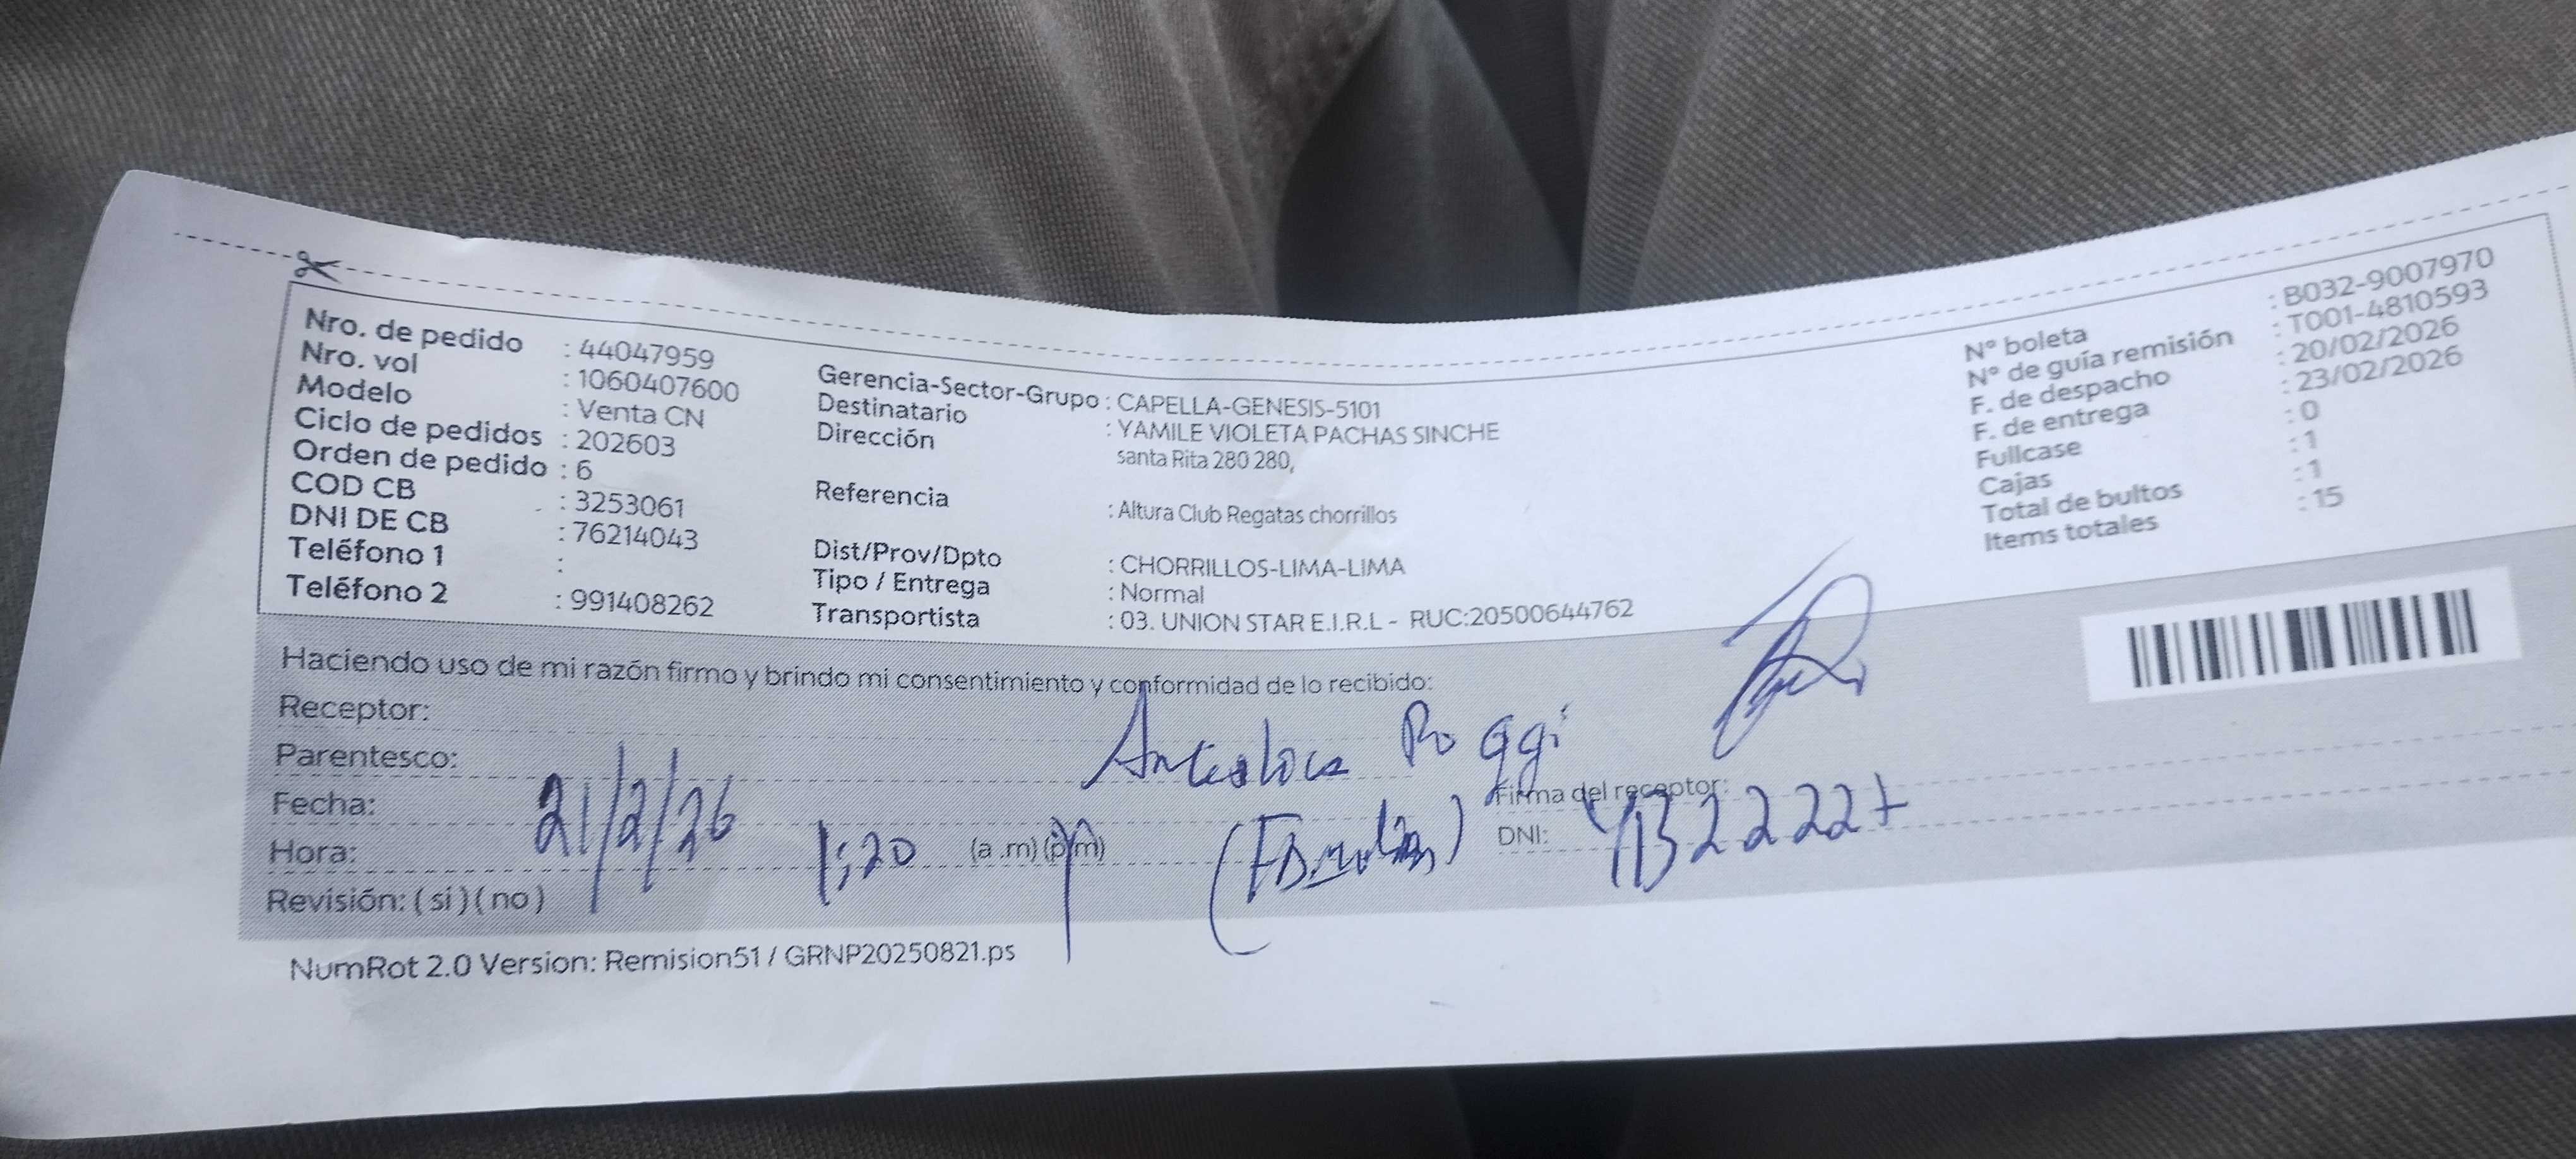 Nro. de pedido : 44047959
Nro. vol : 1060407600
Modelo : Venta CN
Ciclo de pedidos : 202603
Orden de pedido : 6
COD CB : 3253061
DNI DE CB : 76214043
Teléfono 1 :
Teléfono 2 : 991408262
Gerencia-Sector-Grupo : CAPELLA-GENESIS-5101
Destinatario : YAMILE VIOLETA PACHAS SINCHE
Dirección santa Rita 280 280,
Referencia : Altura Club Regatas chorrillos
Dist/Prov/Dpto : CHORRILLOS-LIMA-LIMA
Tipo / Entrega : Normal
Transportista : 03. UNION STAR E.I.R.L - RUC:20500644762
N° boleta : B032-9007970
N° de guía remisión : T001-4810593
F. de despacho : 20/02/2026
F. de entrega : 23/02/2026
Fullcase : 0
Cajas : 1
Total de bultos : 1
Items totales : 15
Haciendo uso de mi razón firmo y brindo mi consentimiento y conformidad de lo recibido:
Receptor:
Parentesco: Poggi
Fecha: 21/2/26 Firma del receptor:
Hora: 1:20 (a.m) (p.m) DNI:
Revisión: ( si ) ( no )
NumRot 2.0 Version: Remision51 / GRNP20250821.ps